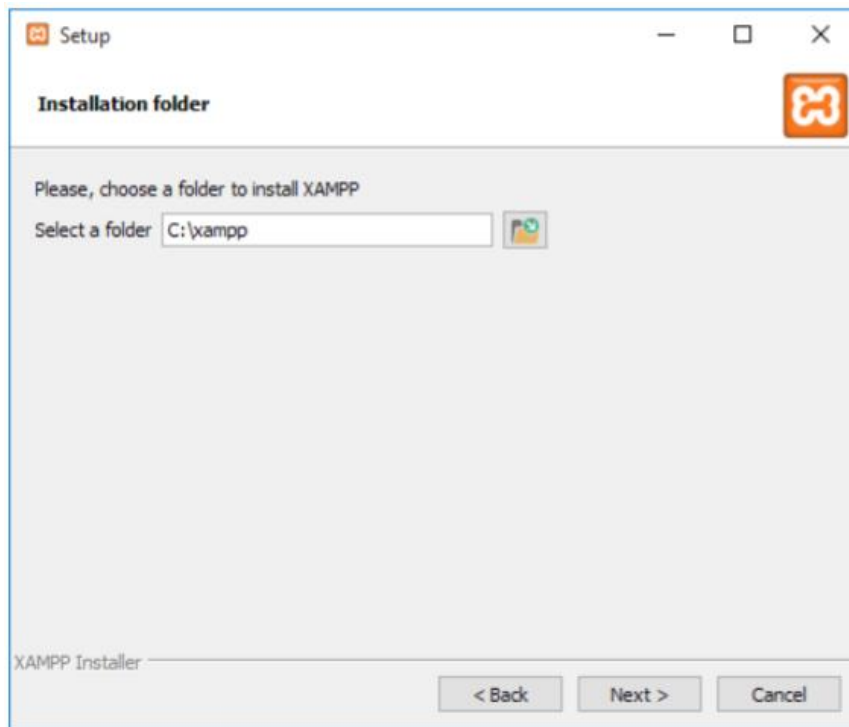 Setup
Installation folder
Please, choose a folder to install XAMPP
Select a folder C:\xampp
XAMPP Installer
< Back Next > Cancel